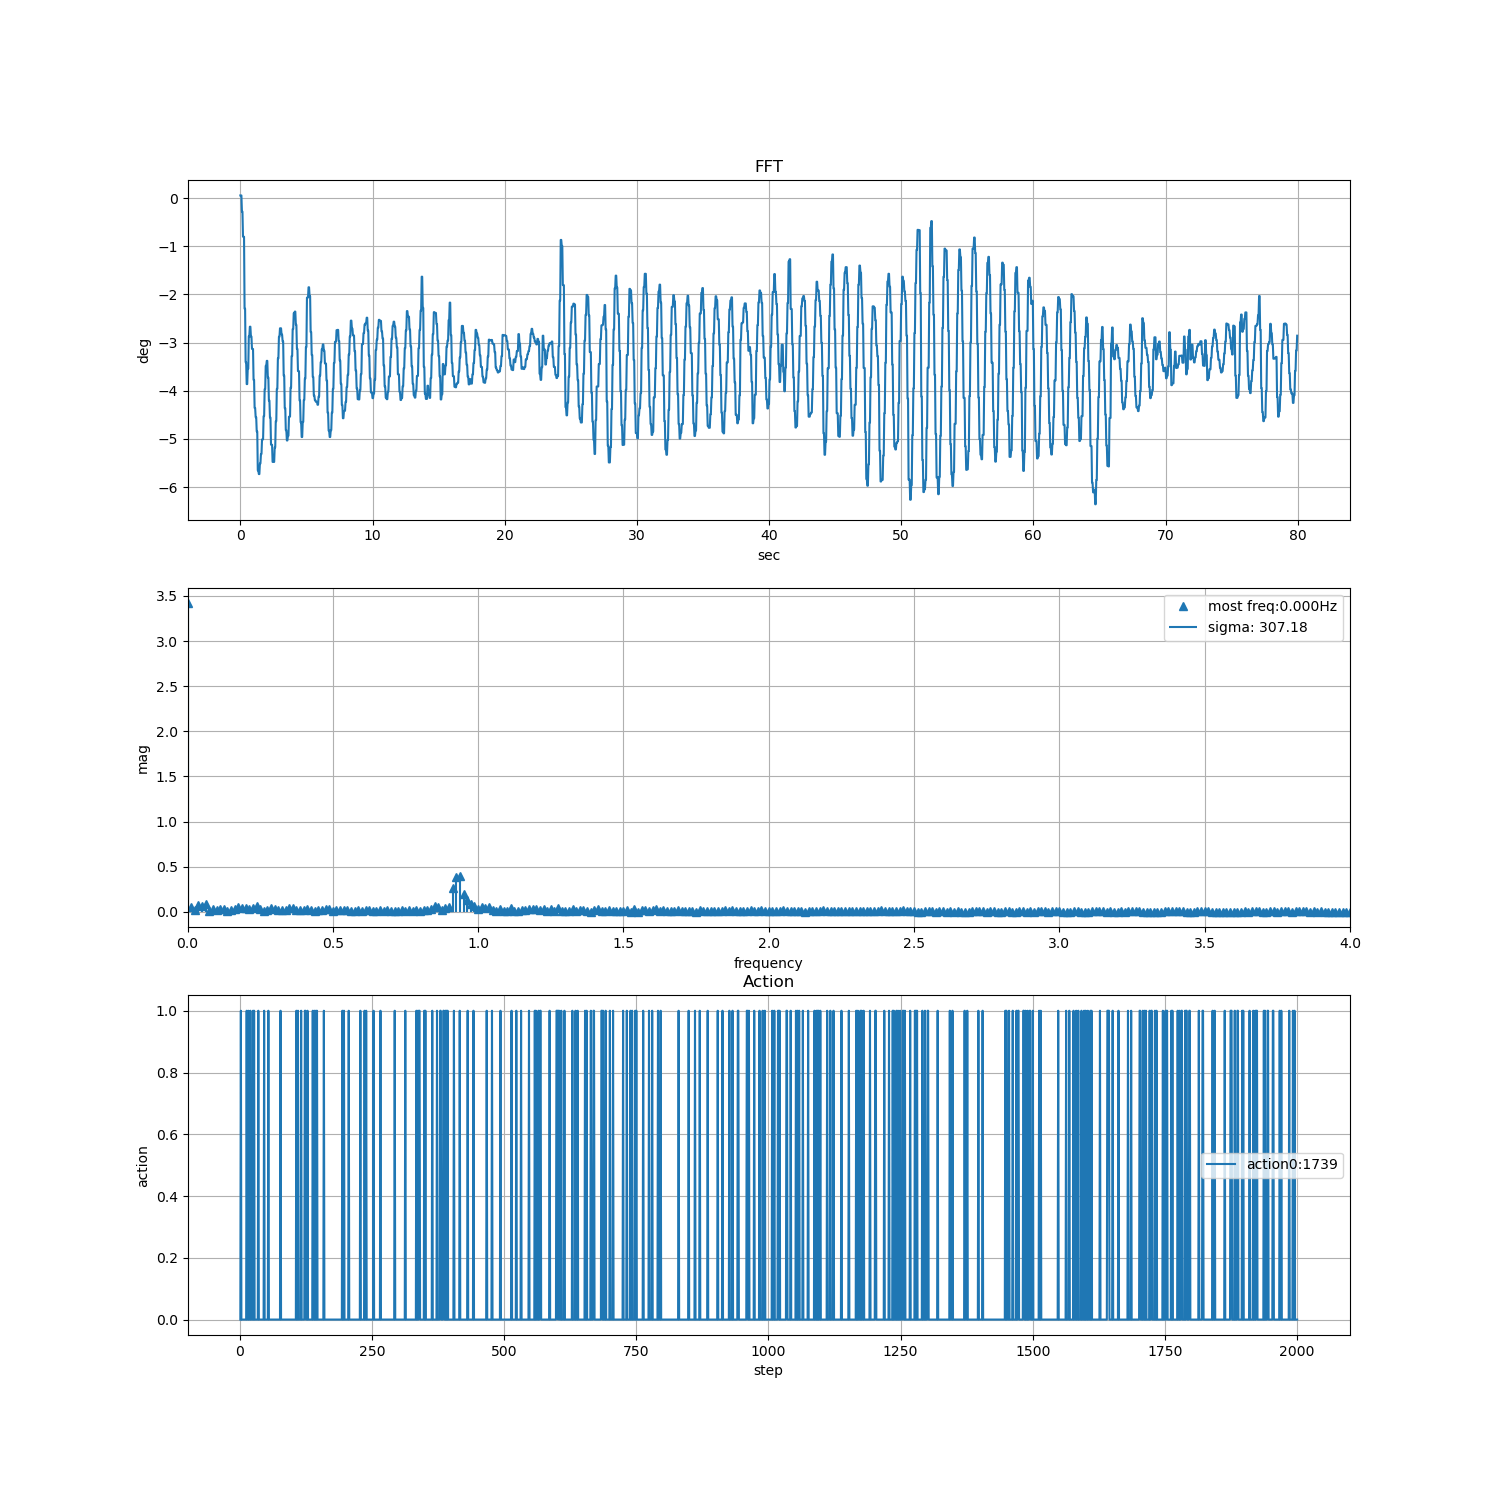 FFT
0
−1
−2
−3
−4
−5
−6
deg
0 10 20 30 40 50 60 70 80
sec
3.5
3.0
2.5
2.0
1.5
1.0
0.5
0.0
mag
most freq:0.000Hz
sigma: 307.18
0.0 0.5 1.0 1.5 2.0 2.5 3.0 3.5 4.0
frequency
Action
1.0
0.8
0.6
0.4
0.2
0.0
action
action0:1739
0 250 500 750 1000 1250 1500 1750 2000
step